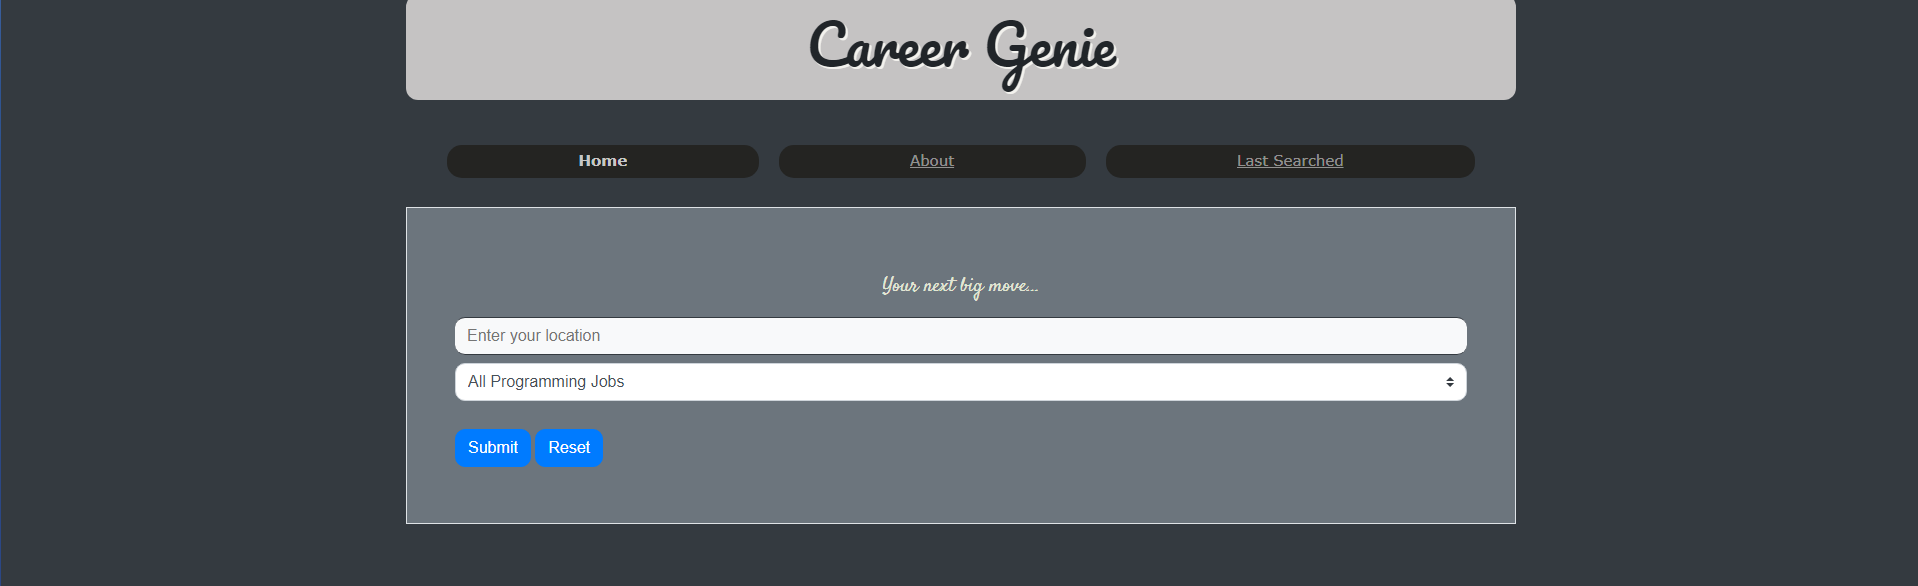 Career Genie
Home About Last Searched
Your next big move...
Enter your location
All Programming Jobs
Submit Reset